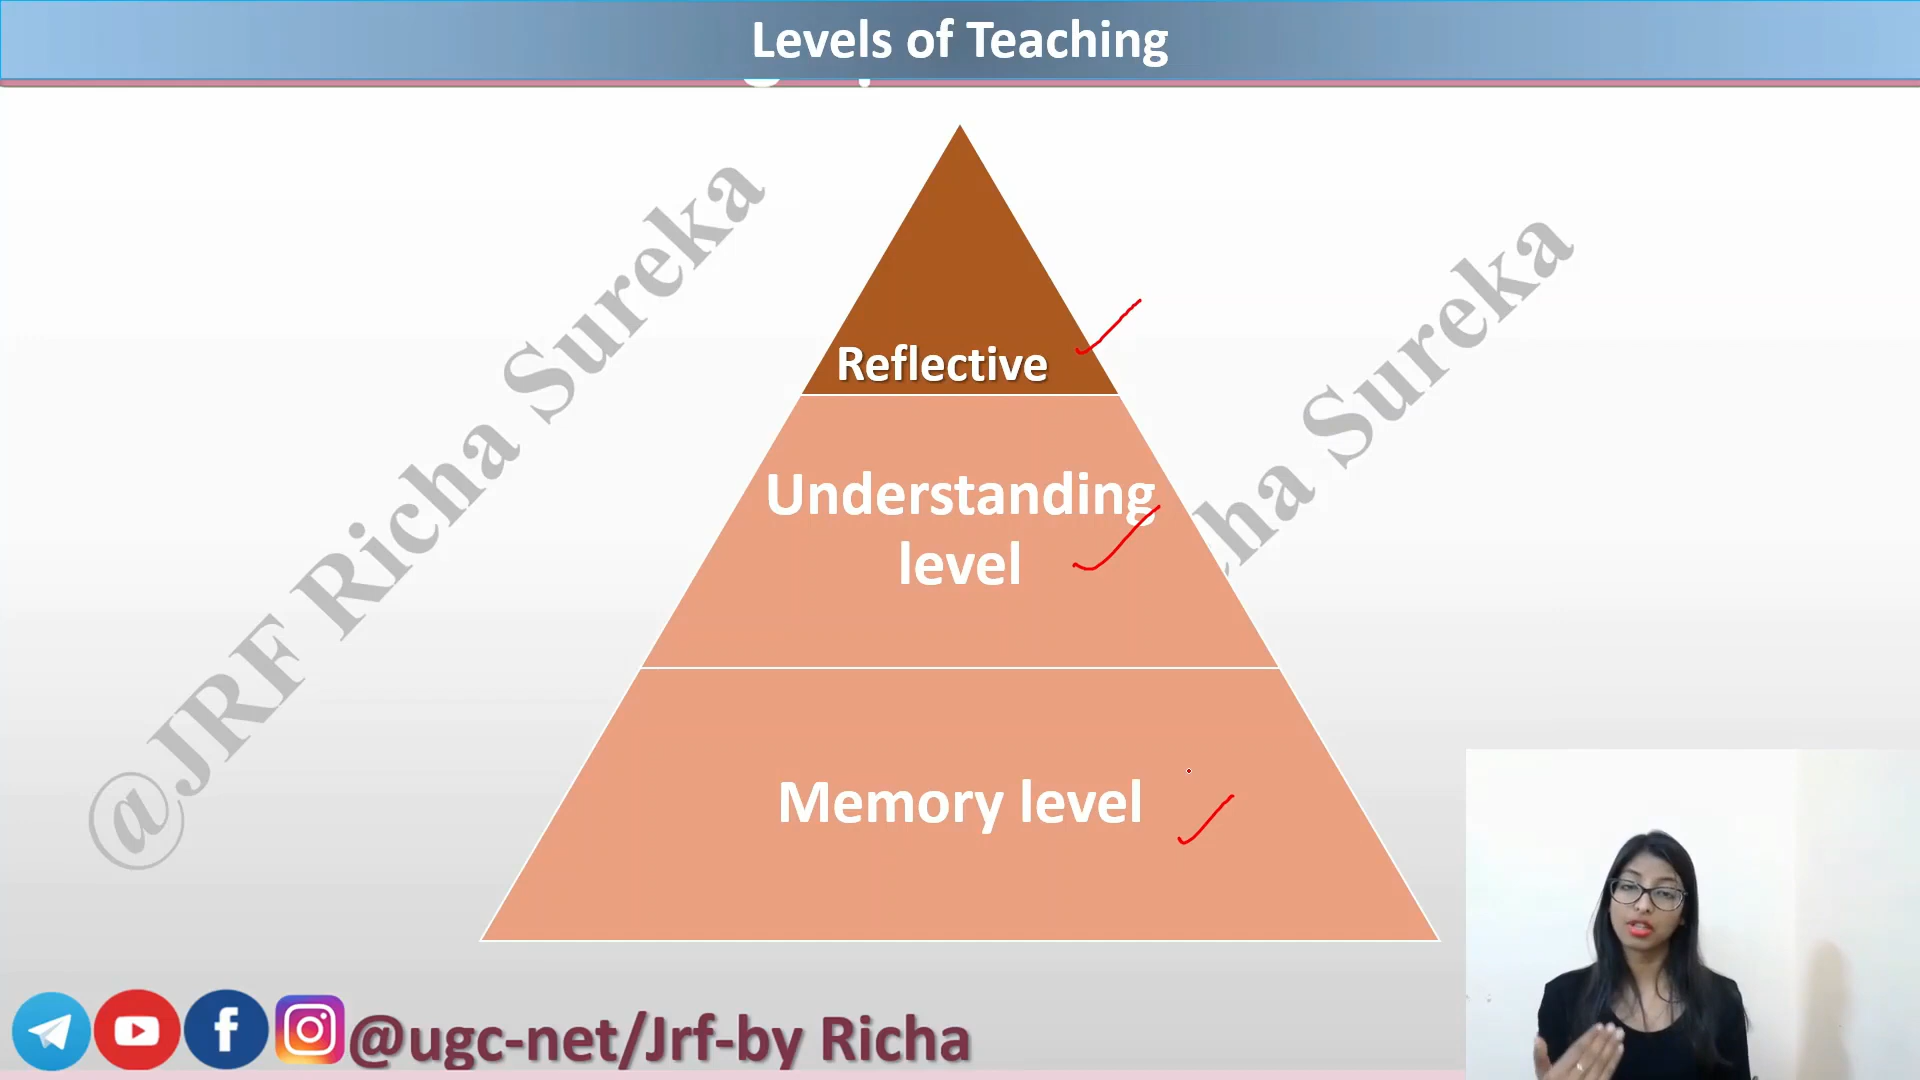 Levels of Teaching
@JRF Richa Sureka
ha Sureka
Reflective
Understanding
level
Memory level
@ugc-net/Jrf-by Richa